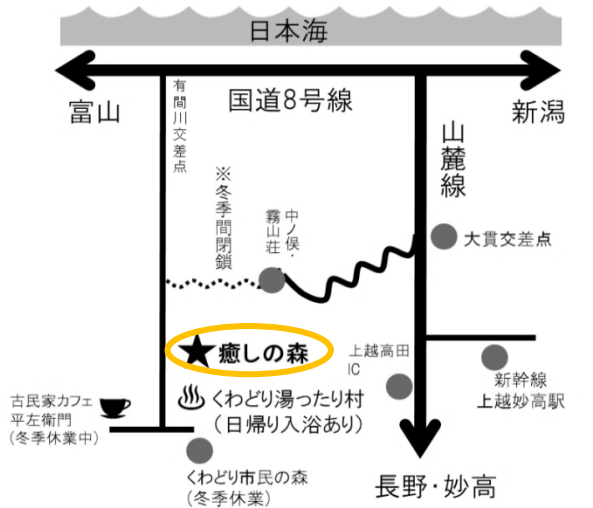 日本海
富山
国道8号線
新潟
有間川交差点
山麓線
※冬季間閉鎖
中ノ俣・
霧山荘
大貫交差点
癒しの森
上越高田
IC
新幹線
上越妙高駅
古民家カフェ
平左衛門
(冬季休業中)
くわどり湯ったり村
(日帰り入浴あり)
くわどり市民の森
(冬季休業)
長野・妙高